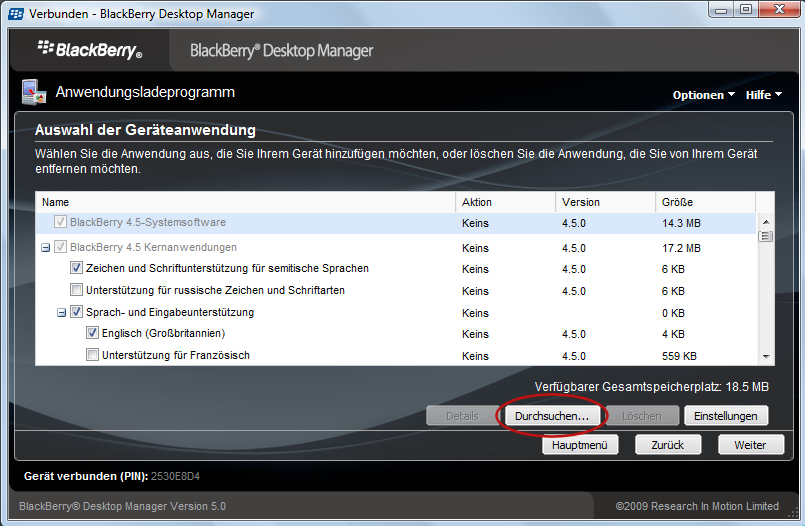 Verbunden - BlackBerry Desktop Manager
BlackBerry®
BlackBerry® Desktop Manager
Anwendungsladeprogramm
Optionen Hilfe
Auswahl der Geräteanwendung
Wählen Sie die Anwendung aus, die Sie Ihrem Gerät hinzufügen möchten, oder löschen Sie die Anwendung, die Sie von Ihrem Gerät
entfernen möchten.
Name Aktion Version Größe
BlackBerry 4.5-Systemsoftware Keins 4.5.0 14.3 MB
BlackBerry 4.5 Kernanwendungen Keins 4.5.0 17.2 MB
Zeichen und Schriftunterstützung für semitische Sprachen Keins 4.5.0 6 KB
Unterstützung für russische Zeichen und Schriftarten Keins 4.5.0 6 KB
Sprach- und Eingabeunterstützung Keins 0 KB
Englisch (Großbritannien) Keins 4.5.0 4 KB
Unterstützung für Französisch Keins 4.5.0 559 KB
Verfügbarer Gesamtspeicherplatz: 18.5 MB
Details Durchsuchen... Löschen Einstellungen
Hauptmenü Zurück Weiter
Gerät verbunden (PIN): 2530E8D4
BlackBerry® Desktop Manager Version 5.0
©2009 Research In Motion Limited